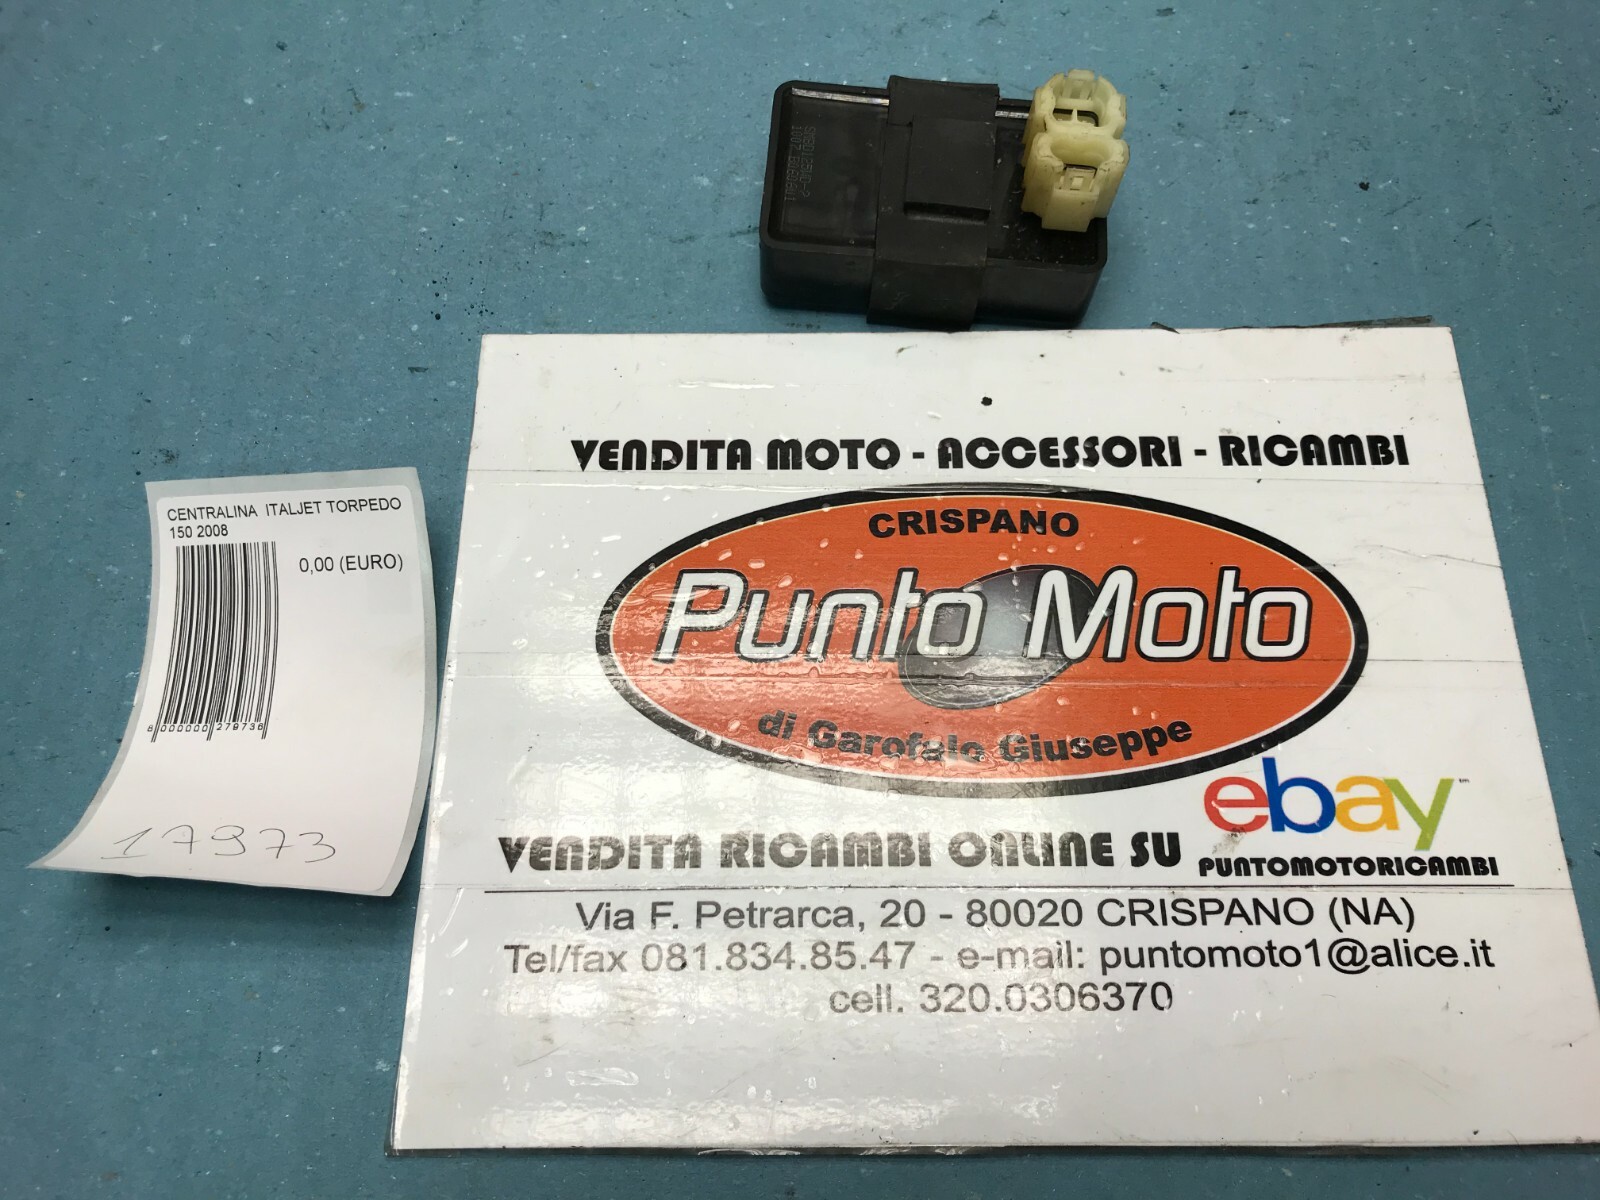 CENTRALINA ITALJET TORPEDO
150 2008
0,00 (EURO)
8 000000 279736
17973
VENDITA MOTO - ACCESSORI - RICAMBI
CRISPANO
Punto Moto
di Garofalo Giuseppe
ebay
VENDITA RICAMBI ONLINE SU
PUNTOMOTORICAMBI
Via F. Petrarca, 20 - 80020 CRISPANO (NA)
Tel/fax 081.834.85.47 - e-mail: puntomoto1@alice.it
cell. 320.0306370